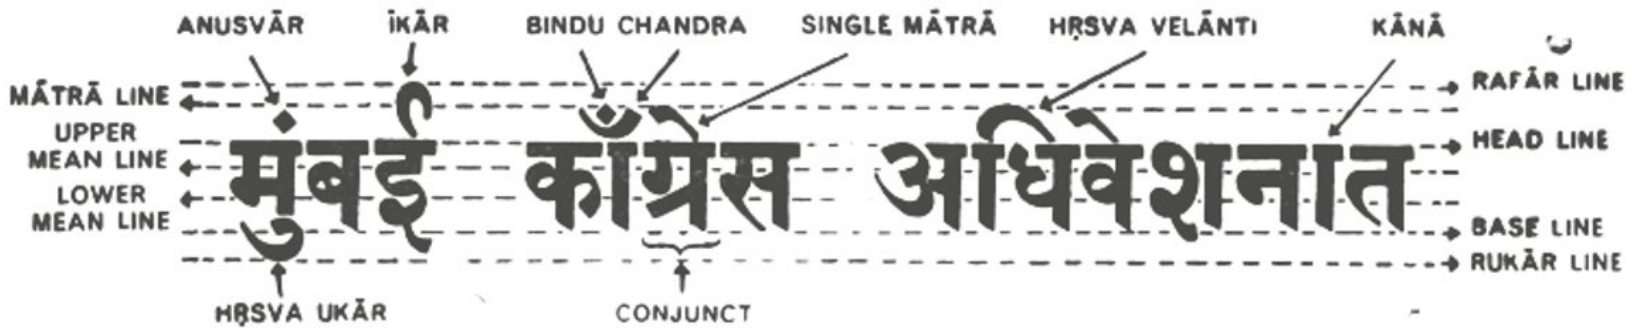 ANUSVĀR ĪKĀR BINDU CHANDRA SINGLE MĀTRĀ HṚSVA VELĀNTI KĀNĀ
MĀTRĀ LINE RAFĀR LINE
UPPER MEAN LINE HEAD LINE
मुंबई काँग्रेस अधिवेशनात
LOWER MEAN LINE BASE LINE
RUKĀR LINE
HṚSVA UKĀR CONJUNCT